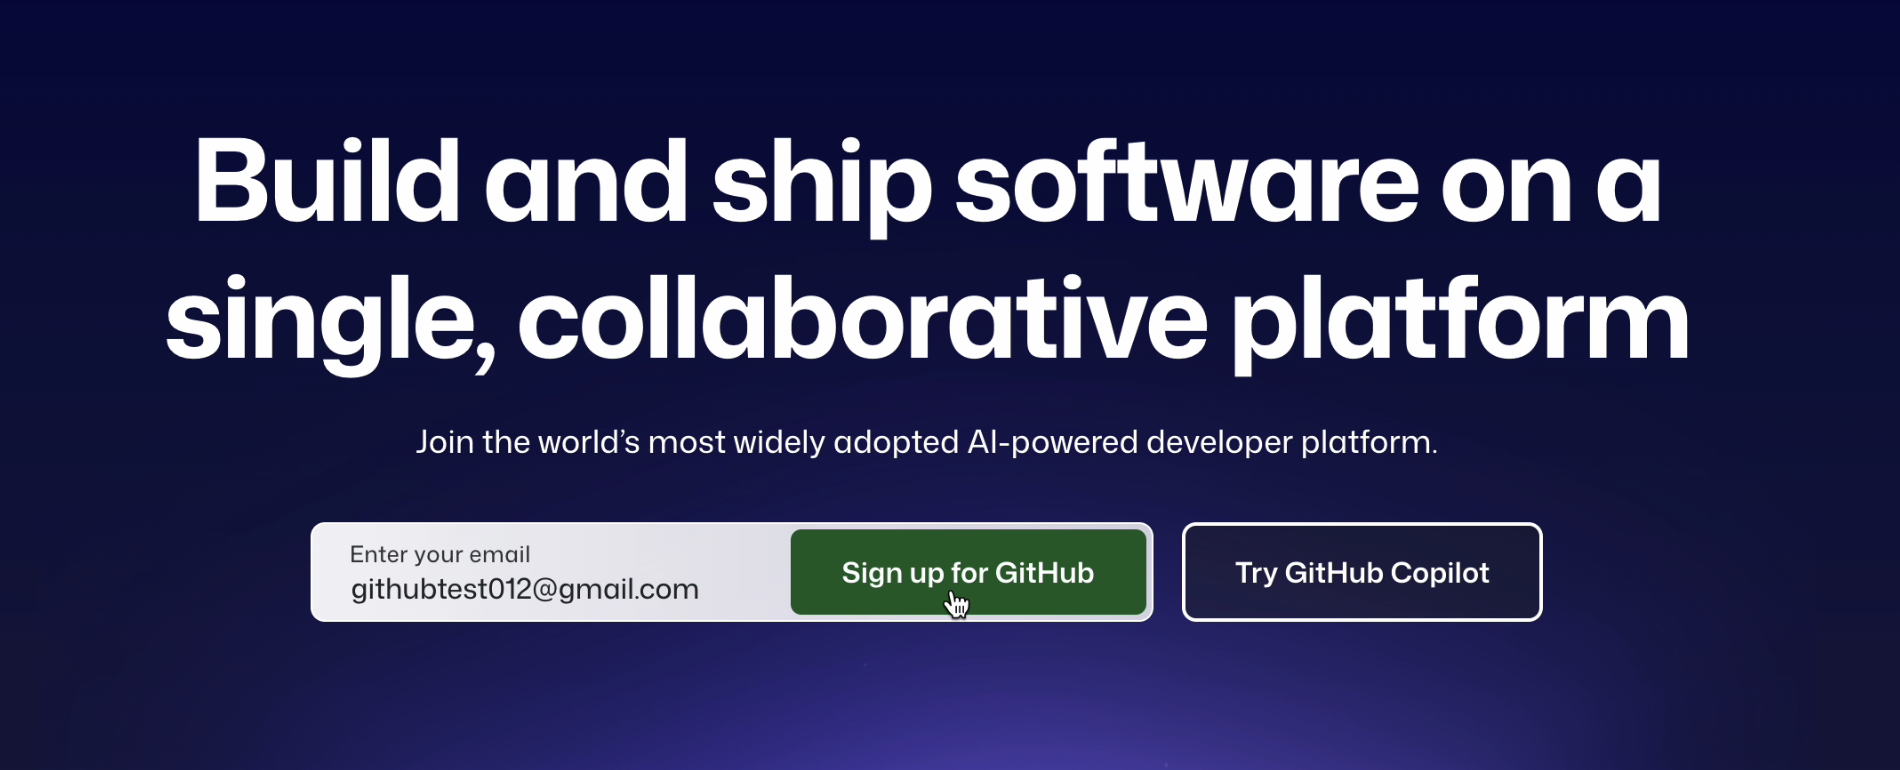 Build and ship software on a
single, collaborative platform
Join the world’s most widely adopted AI-powered developer platform.
Enter your email
githubtest012@gmail.com
Sign up for GitHub
Try GitHub Copilot